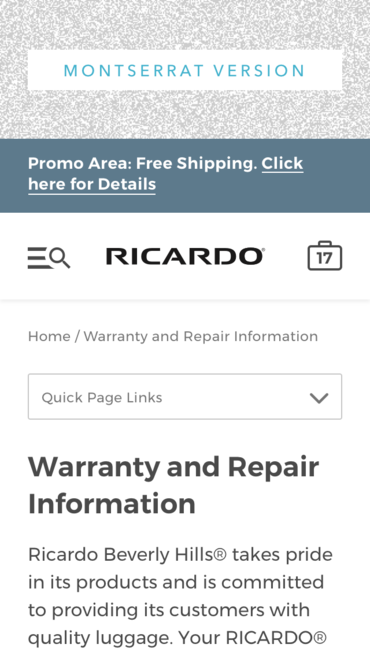 MONTSERRAT VERSION
Promo Area: Free Shipping. Click
here for Details
RICARDO®
17
Home / Warranty and Repair Information
Quick Page Links
Warranty and Repair
Information
Ricardo Beverly Hills® takes pride
in its products and is committed
to providing its customers with
quality luggage. Your RICARDO®